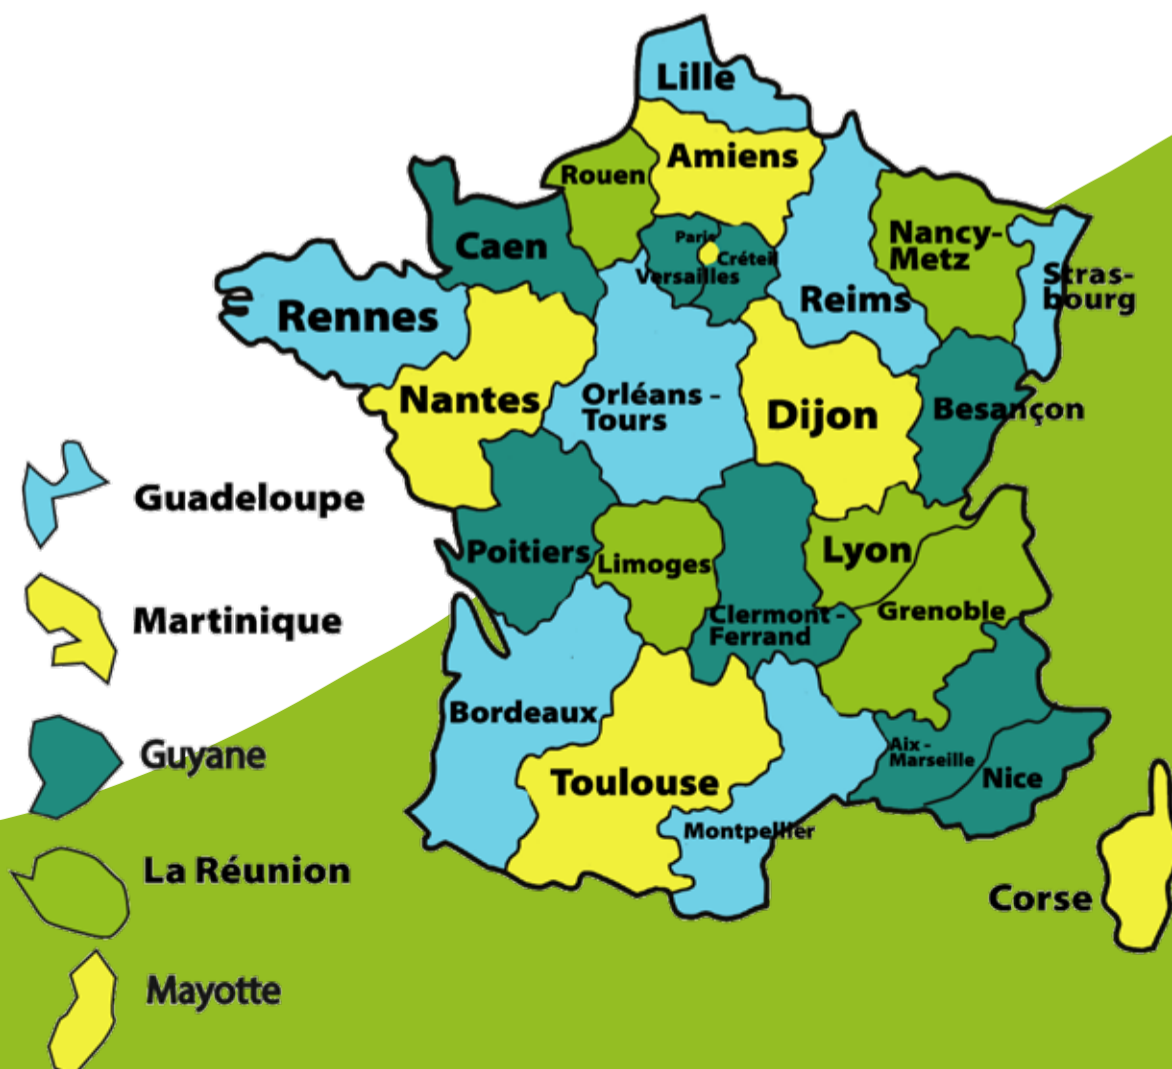 Lille
Amiens
Rouen
Caen
Paris
Créteil
Versailles
Nancy-
Metz
Stras-
bourg
Reims
Rennes
Nantes
Orléans -
Tours
Dijon
Besançon
Guadeloupe
Poitiers
Limoges
Lyon
Clermont -
Ferrand
Grenoble
Martinique
Bordeaux
Toulouse
Aix -
Marseille
Nice
Montpellier
Guyane
La Réunion
Corse
Mayotte